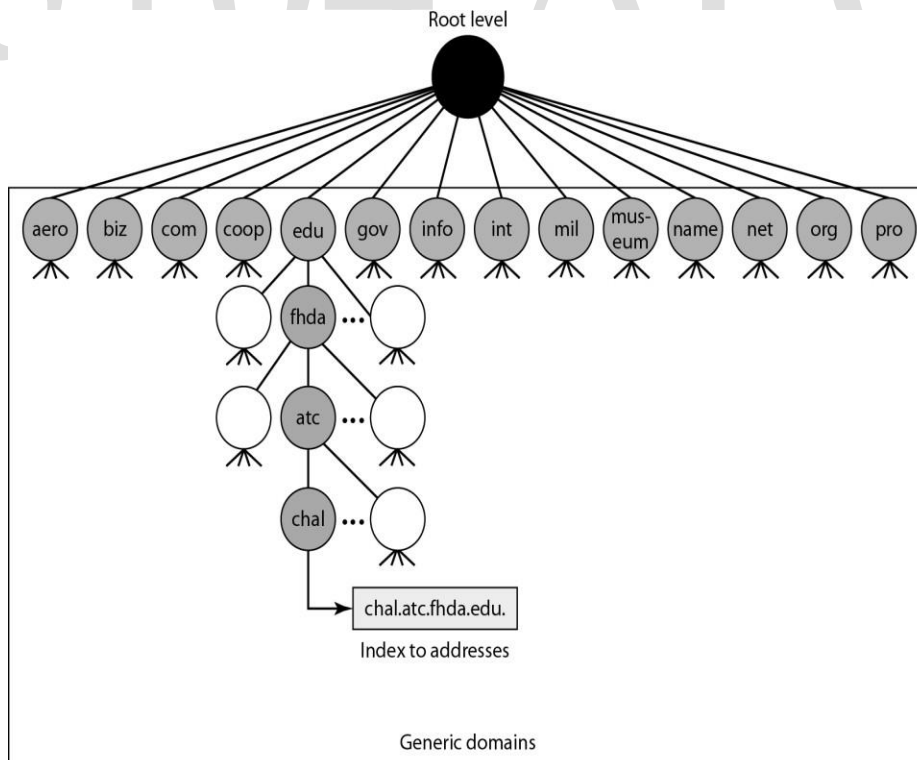 Root level
aero biz com coop edu gov info int mil mus-
eum name net org pro
fhda ...
atc ...
chal ...
chal.atc.fhda.edu.
Index to addresses
Generic domains